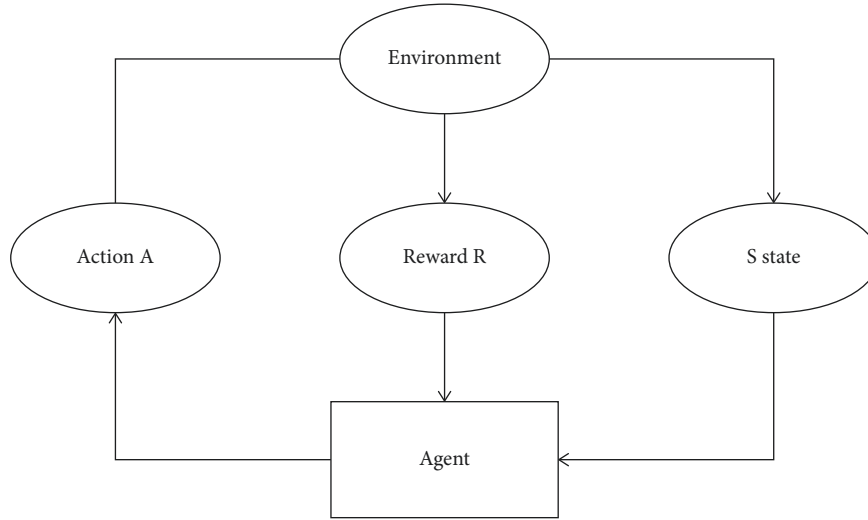 Environment
Action A
Reward R
S state
Agent